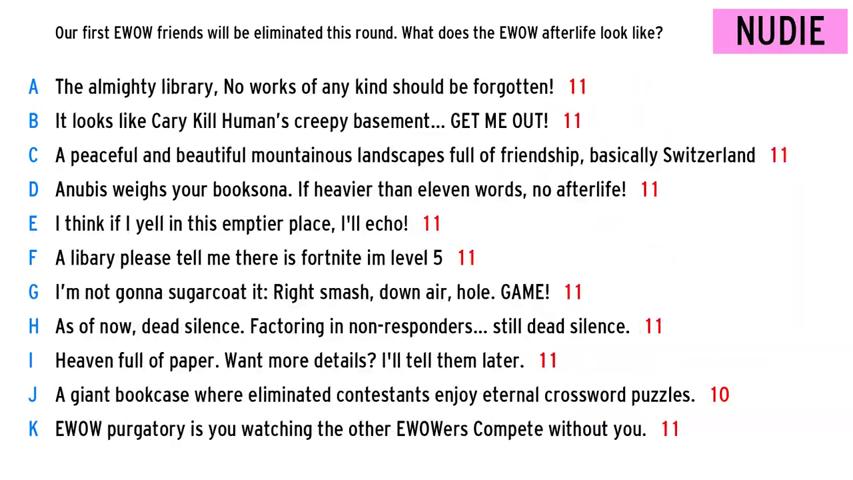 Our first EWOW friends will be eliminated this round. What does the EWOW afterlife look like?
NUDIE
A The almighty library, No works of any kind should be forgotten! 11
B It looks like Cary Kill Human's creepy basement... GET ME OUT! 11
C A peaceful and beautiful mountainous landscapes full of friendship, basically Switzerland 11
D Anubis weighs your booksona. If heavier than eleven words, no afterlife! 11
E I think if I yell in this emptier place, I'll echo! 11
F A libary please tell me there is fortnite im level 5 11
G I'm not gonna sugarcoat it: Right smash, down air, hole. GAME! 11
H As of now, dead silence. Factoring in non-responders... still dead silence. 11
I Heaven full of paper. Want more details? I'll tell them later. 11
J A giant bookcase where eliminated contestants enjoy eternal crossword puzzles. 10
K EWOW purgatory is you watching the other EWOWers Compete without you. 11